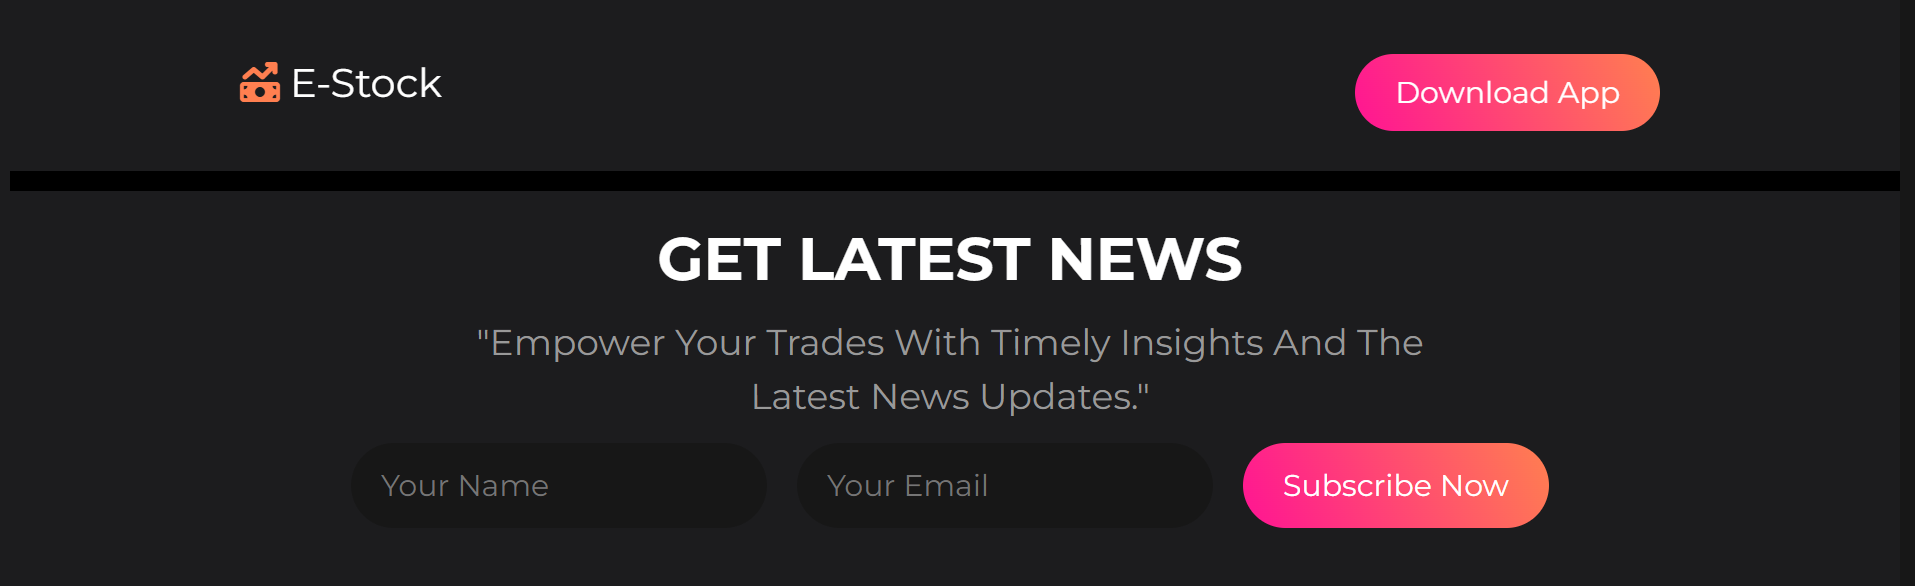 E-Stock
Download App
GET LATEST NEWS
"Empower Your Trades With Timely Insights And The
Latest News Updates."
Your Name
Your Email
Subscribe Now